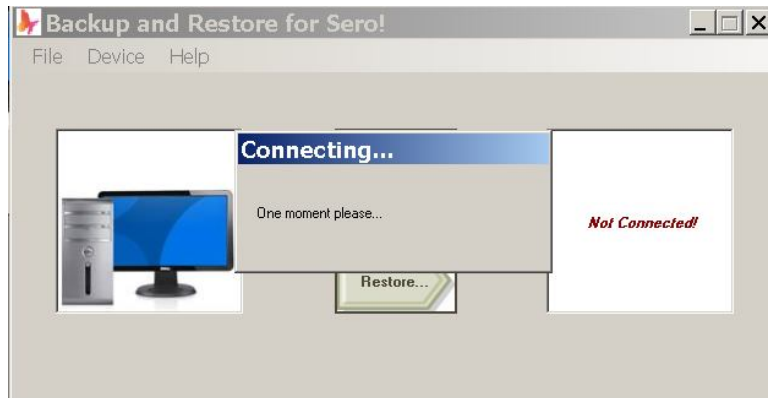 Backup and Restore for Sero!
File Device Help
Connecting...
One moment please...
Not Connected!
Restore...